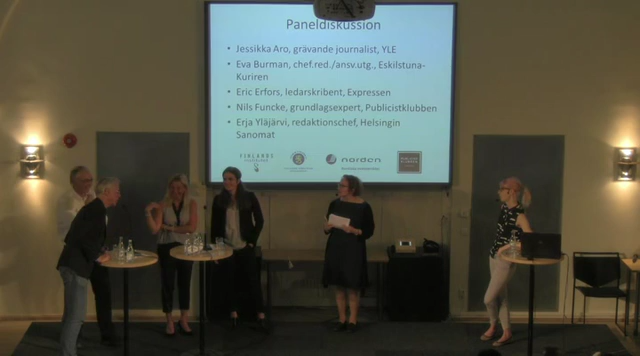 Paneldiskussion
• Jessikka Aro, grävande journalist, YLE
• Eva Burman, chef.red./ansv.utg., Eskilstuna-
Kuriren
• Eric Erfors, ledarskribent, Expressen
• Nils Funcke, grundlagsexpert, Publicistklubben
• Erja Yläjärvi, redaktionschef, Helsingin
Sanomat
FINLANDS
norden